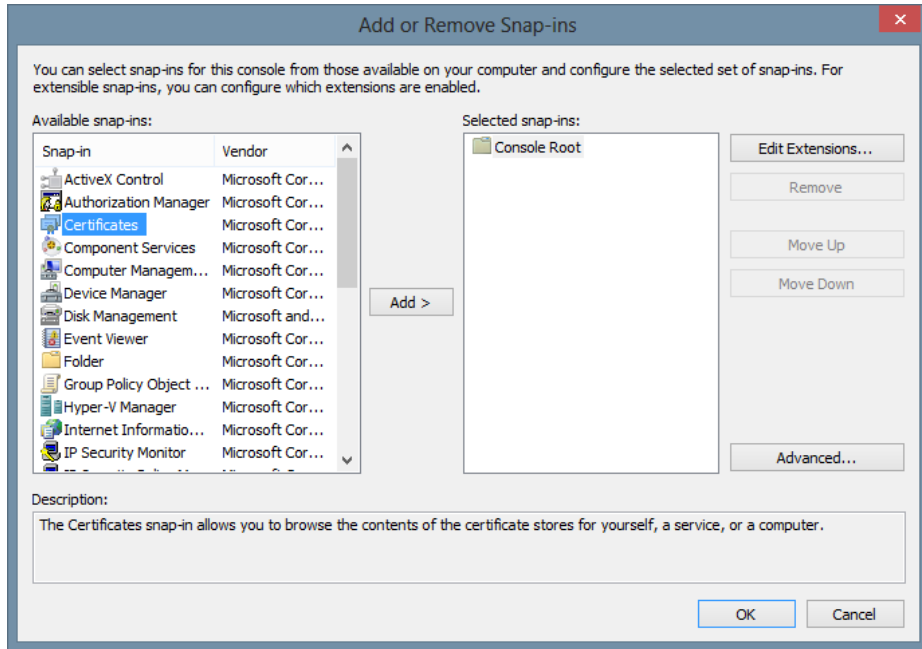 Add or Remove Snap-ins
You can select snap-ins for this console from those available on your computer and configure the selected set of snap-ins. For
extensible snap-ins, you can configure which extensions are enabled.
Available snap-ins:
Snap-in Vendor
ActiveX Control Microsoft Cor...
Authorization Manager Microsoft Cor...
Certificates Microsoft Cor...
Component Services Microsoft Cor...
Computer Managem... Microsoft Cor...
Device Manager Microsoft Cor...
Disk Management Microsoft and...
Event Viewer Microsoft Cor...
Folder Microsoft Cor...
Group Policy Object ... Microsoft Cor...
Hyper-V Manager Microsoft Cor...
Internet Informatio... Microsoft Cor...
IP Security Monitor Microsoft Cor...
Add >
Selected snap-ins:
Console Root
Edit Extensions...
Remove
Move Up
Move Down
Advanced...
Description:
The Certificates snap-in allows you to browse the contents of the certificate stores for yourself, a service, or a computer.
OK Cancel